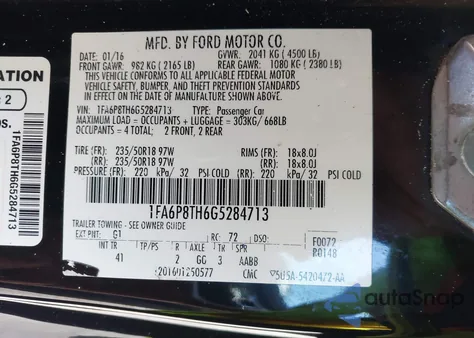 MFD. BY FORD MOTOR CO.
DATE: 01/16 GVWR: 2041 KG ( 4500 LB)
FRONT GAWR: 982 KG ( 2165 LB) REAR GAWR: 1080 KG ( 2380 LB)
THIS VEHICLE CONFORMS TO ALL APPLICABLE FEDERAL MOTOR
VEHICLE SAFETY, BUMPER, AND THEFT PREVENTION STANDARDS IN
EFFECT ON THE DATE OF MANUFACTURE SHOWN ABOVE.
VIN: 1FA6P8TH6G5284713 TYPE: Passenger Car
MAXIMUM LOAD = OCCUPANTS + LUGGAGE = 303KG/ 668LB
OCCUPANTS = 4 TOTAL: 2 FRONT, 2 REAR
TIRE (FR): 235/50R18 97W RIMS (FR): 18x8.0J
(RR): 235/50R18 97W (RR): 18x8.0J
PRESSURE (FR): 220 kPa/ 32 PSI COLD (RR): 220 kPa/ 32 PSI COLD
1FA6P8TH6G5284713
TRAILER TOWING - SEE OWNER GUIDE
EXT PNT: G1 RC: 72 DSO: F0072
INT TR TP/PS R AXLE TR SPR R0148
41 2 GG 3 AABB
CMC
ATION
: 2
os.
1FA6P8TH6G5284713
autoSnap